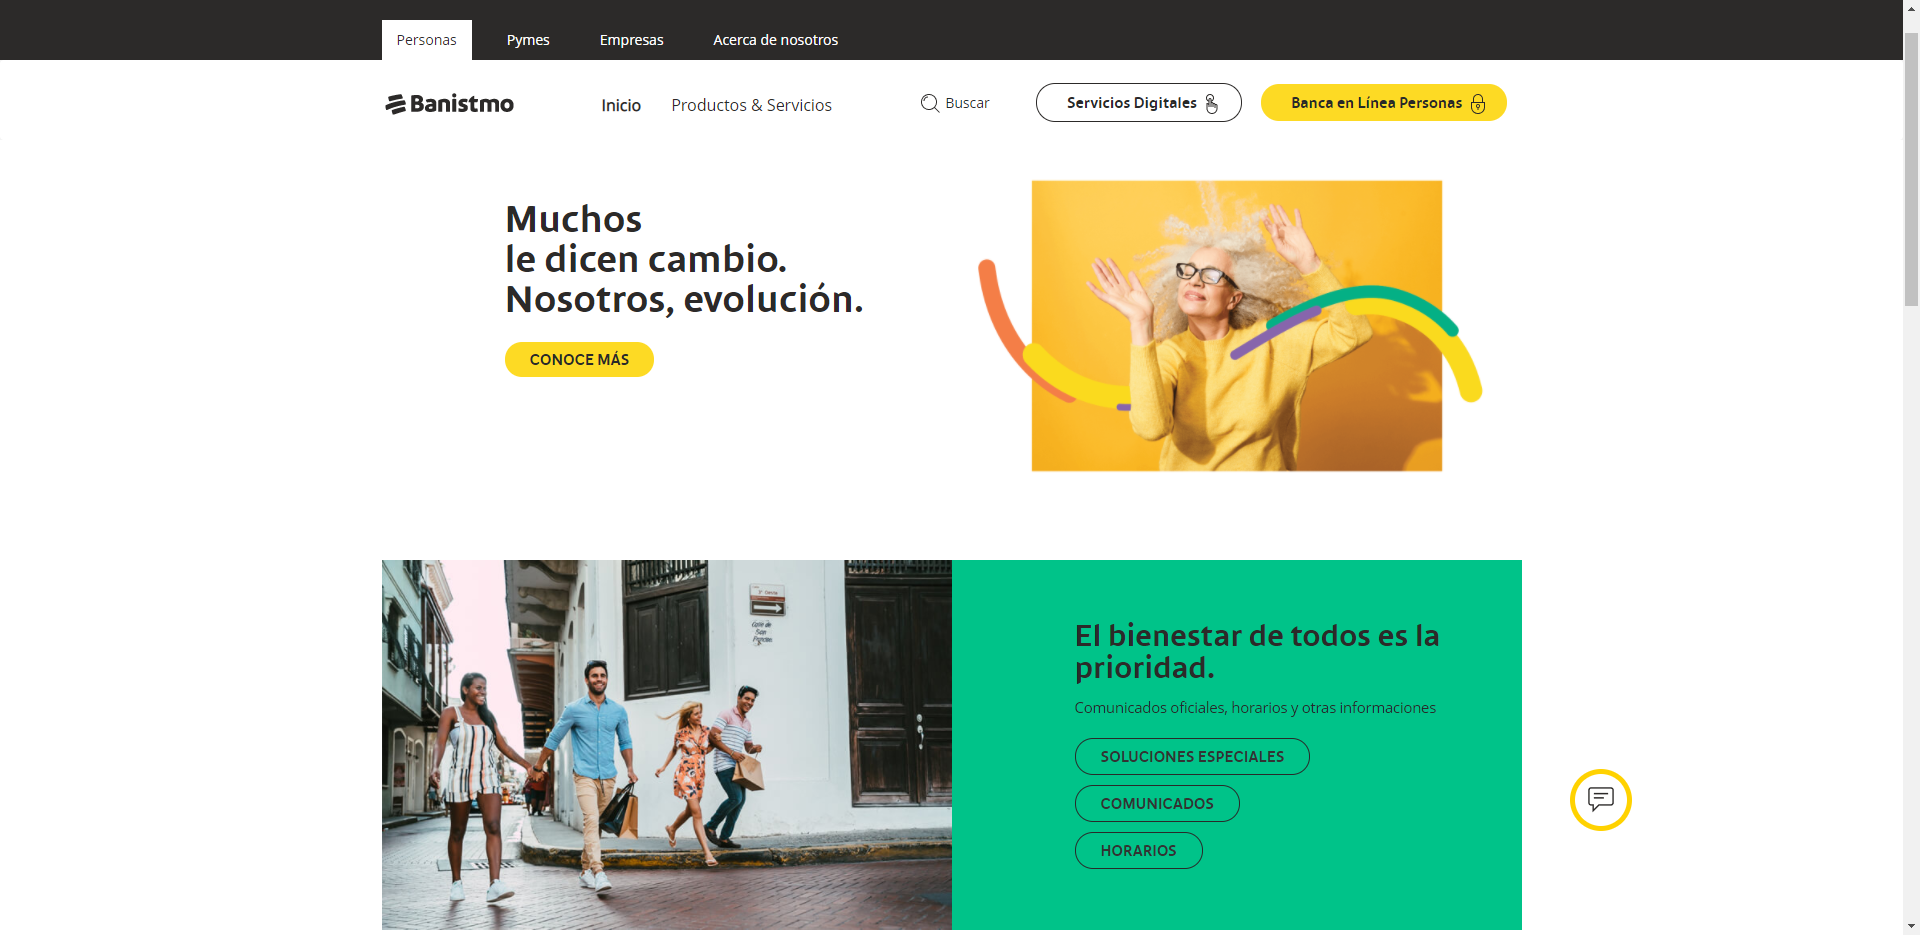 Personas
Pymes
Empresas
Acerca de nosotros
Banistmo
Inicio
Productos & Servicios
Buscar
Servicios Digitales
Banca en Línea Personas
Muchos
le dicen cambio.
Nosotros, evolución.
CONOCE MÁS
El bienestar de todos es la
prioridad.
Comunicados oficiales, horarios y otras informaciones
SOLUCIONES ESPECIALES
COMUNICADOS
HORARIOS